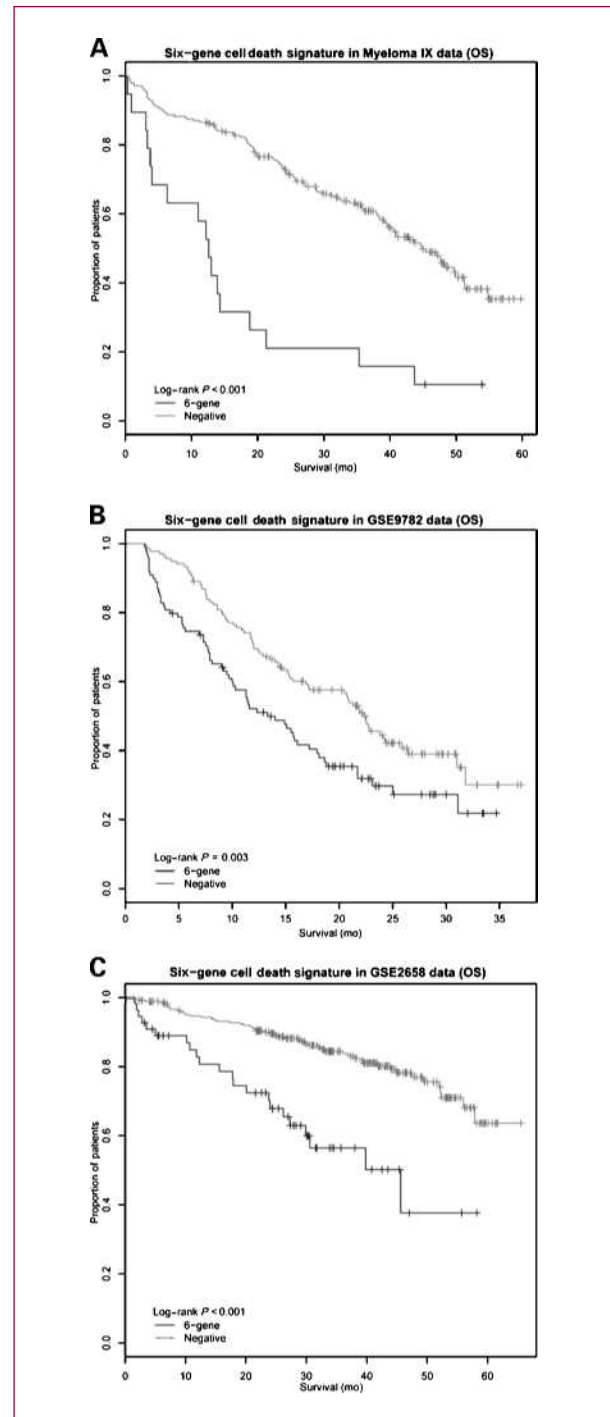 A
Six-gene cell death signature in Myeloma IX data (OS)
Proportion of patients
1.0
0.8
0.6
0.4
0.2
0.0
Log-rank P < 0.001
6-gene
Negative
0 10 20 30 40 50 60
Survival (mo)
B
Six-gene cell death signature in GSE9782 data (OS)
Proportion of patients
1.0
0.8
0.6
0.4
0.2
0.0
Log-rank P = 0.003
6-gene
Negative
0 5 10 15 20 25 30 35
Survival (mo)
C
Six-gene cell death signature in GSE2658 data (OS)
Proportion of patients
1.0
0.8
0.6
0.4
0.2
0.0
Log-rank P < 0.001
6-gene
Negative
0 10 20 30 40 50 60
Survival (mo)